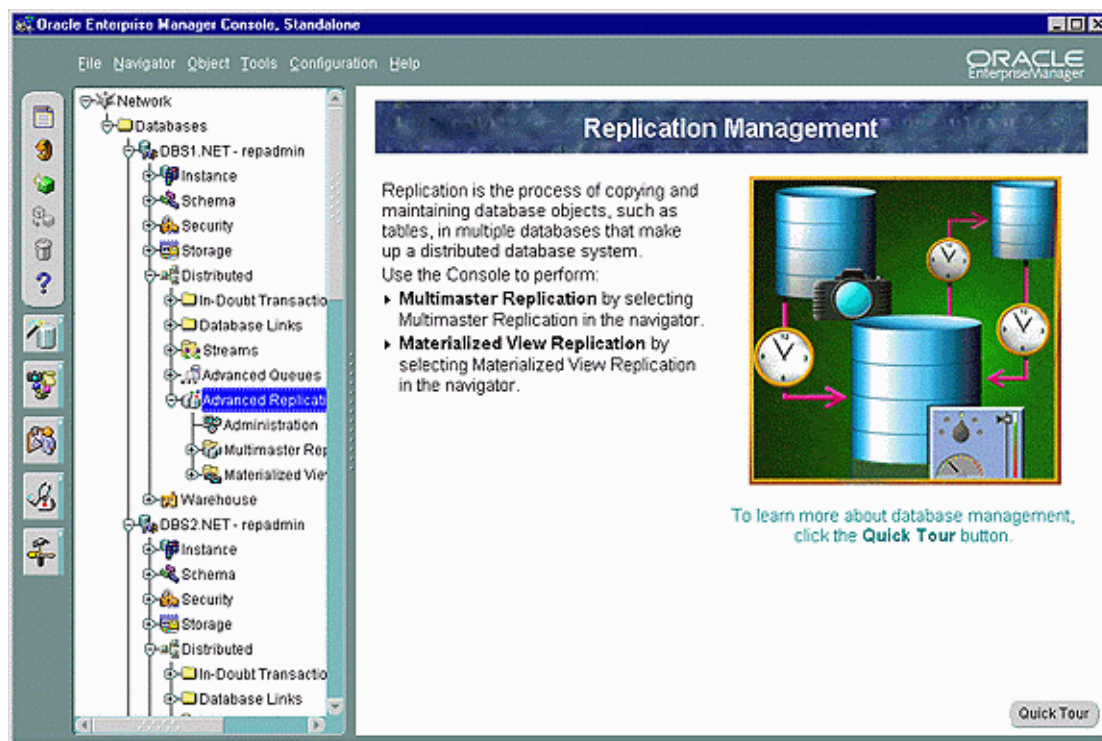 Oracle Enterprise Manager Console, Standalone
File Navigator Object Tools Configuration Help
ORACLE
EnterpriseManager
Network
Databases
DBS1.NET - repadmin
Instance
Schema
Security
Storage
Distributed
In-Doubt Transactio
Database Links
Streams
Advanced Queues
Advanced Replicati
Administration
Multimaster Rep
Materialized Vie
Warehouse
DBS2.NET - repadmin
Instance
Schema
Security
Storage
Distributed
In-Doubt Transactio
Database Links
Replication Management
Replication is the process of copying and
maintaining database objects, such as
tables, in multiple databases that make
up a distributed database system.
Use the Console to perform:
Multimaster Replication by selecting
Multimaster Replication in the navigator.
Materialized View Replication by
selecting Materialized View Replication
in the navigator.
To learn more about database management,
click the Quick Tour button.
Quick Tour